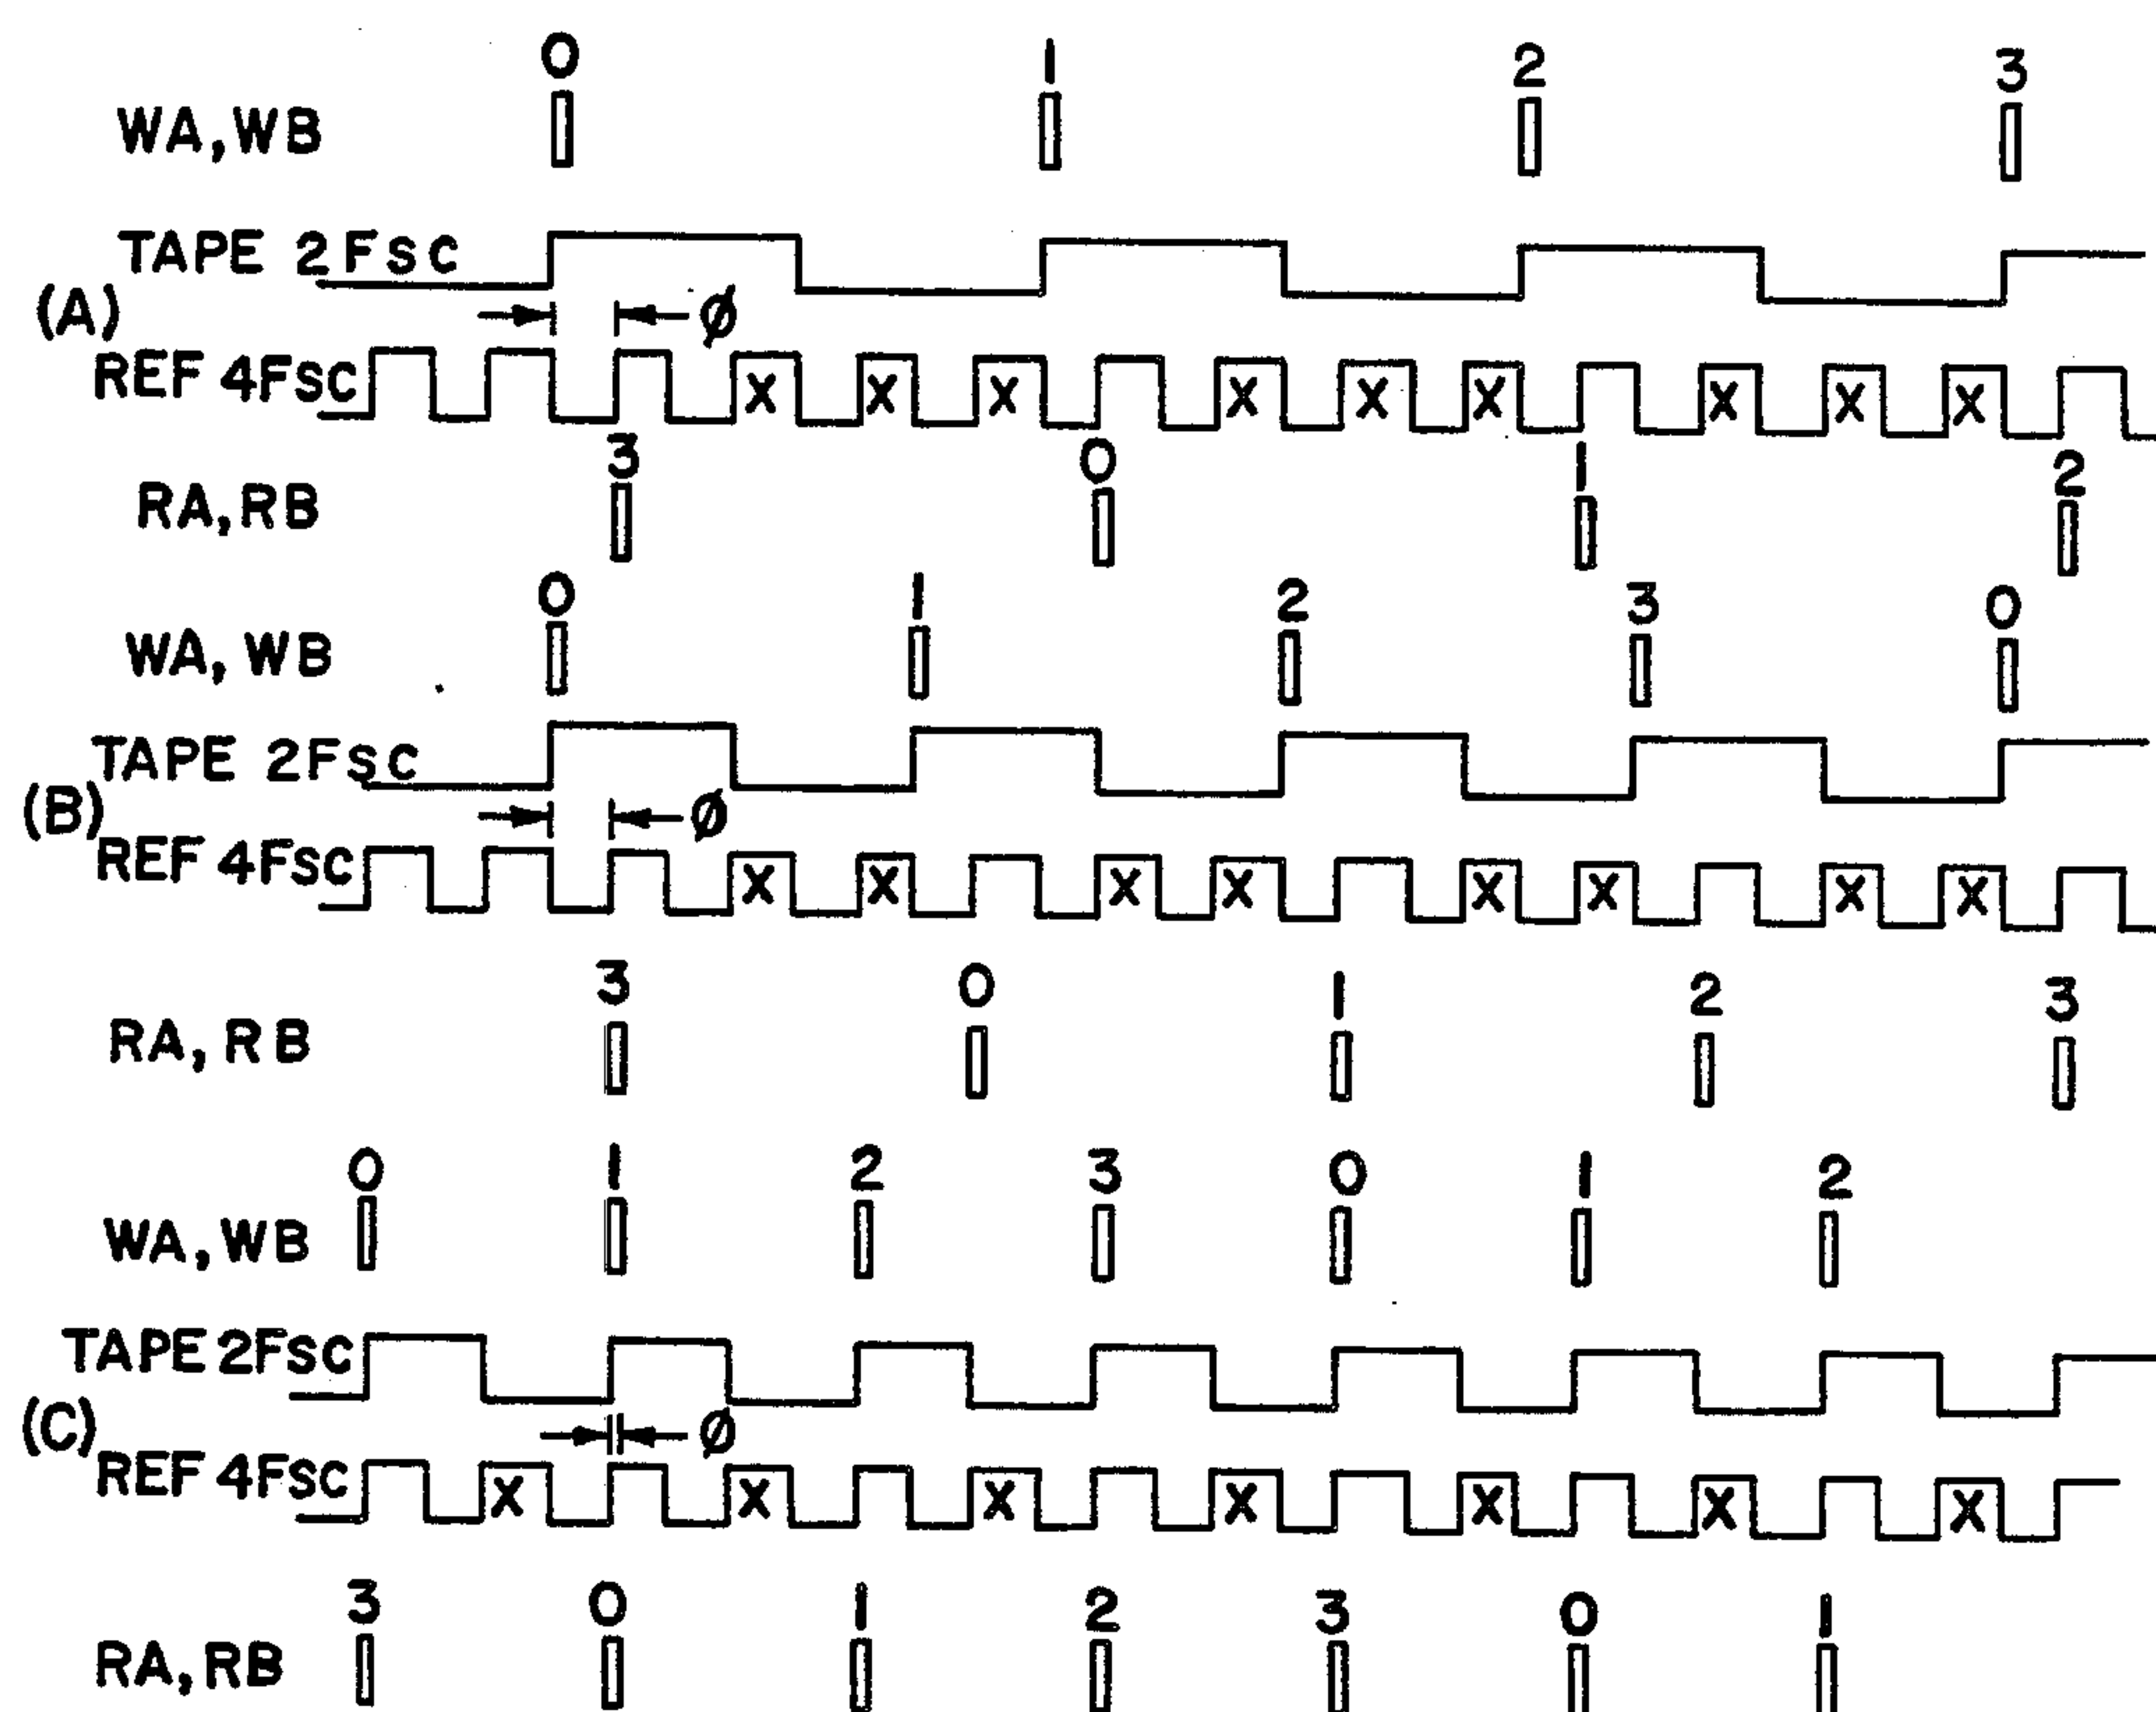 0 1 2 3
WA,WB
TAPE 2FSC
(A)
Ø
REF 4FSC
X X X X X X X X X
3 0 1 2
RA,RB
0 1 2 3 0
WA, WB
TAPE 2FSC
(B)
Ø
REF 4FSC
X X X X X X X X
3 0 1 2 3
RA, RB
0 1 2 3 0 1 2
WA,WB
TAPE 2FSC
(C)
Ø
REF 4FSC
X X X X X X X
3 0 1 2 3 0 1
RA,RB